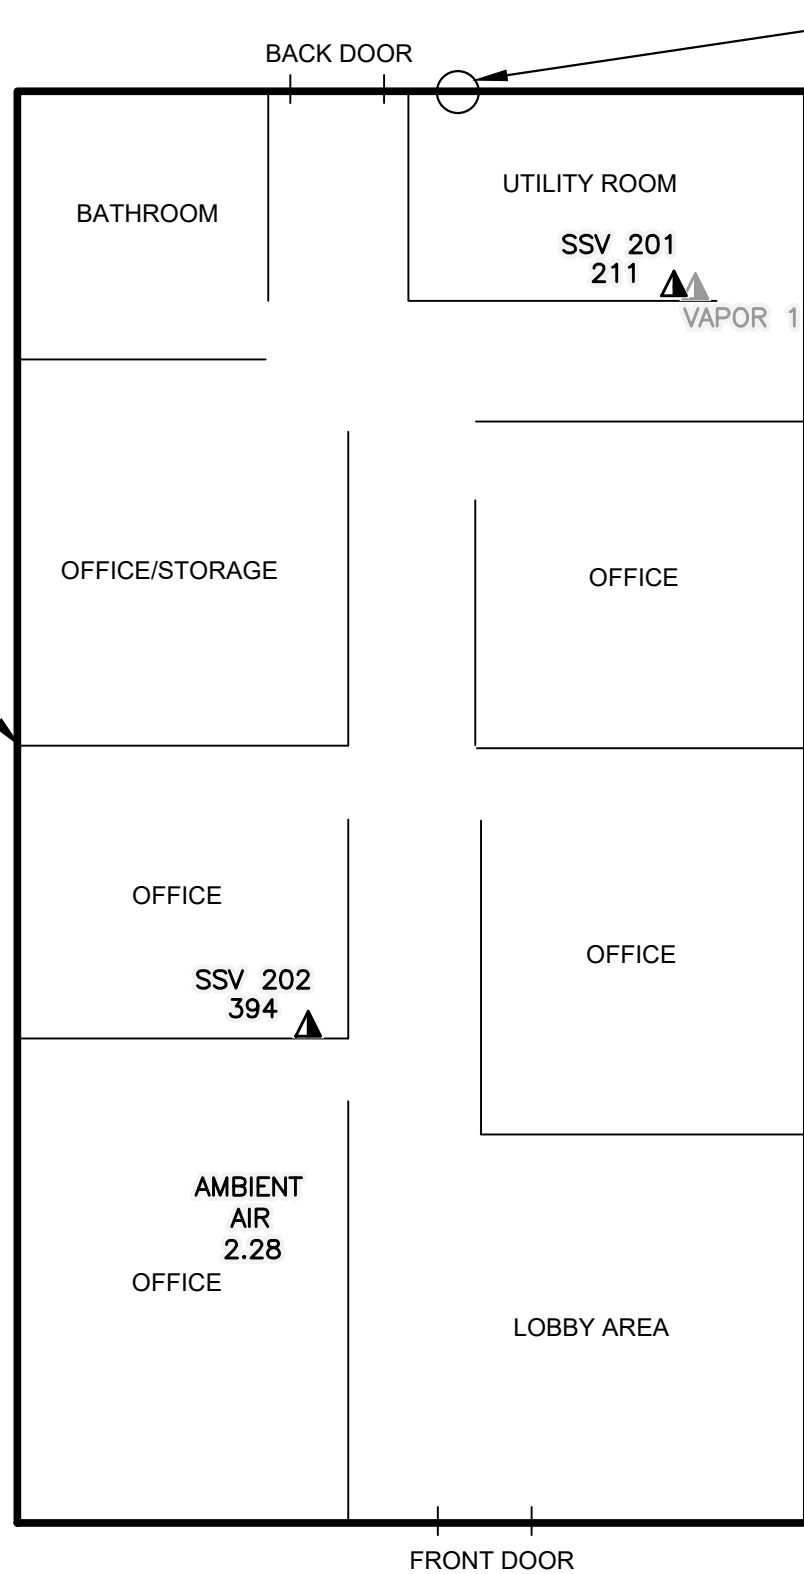 BACK DOOR
UTILITY ROOM
BATHROOM
SSV 201
211
VAPOR 1
OFFICE/STORAGE
OFFICE
OFFICE
OFFICE
SSV 202
394
AMBIENT
AIR
2.28
OFFICE
LOBBY AREA
FRONT DOOR